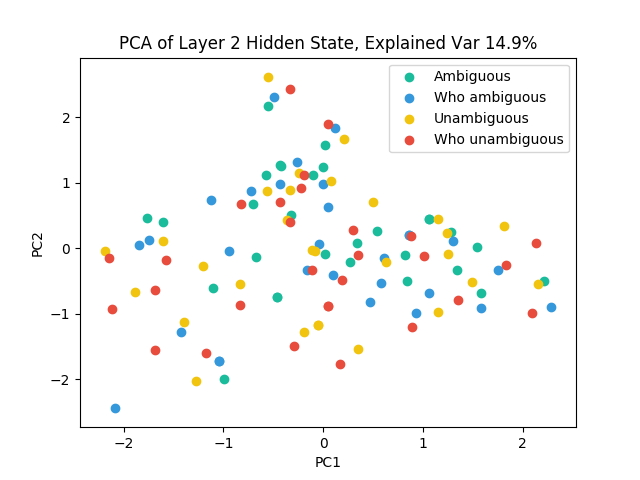 PCA of Layer 2 Hidden State, Explained Var 14.9%
Ambiguous
Who ambiguous
Unambiguous
Who unambiguous
PC2
2
1
0
−1
−2
−2 −1 0 1 2
PC1